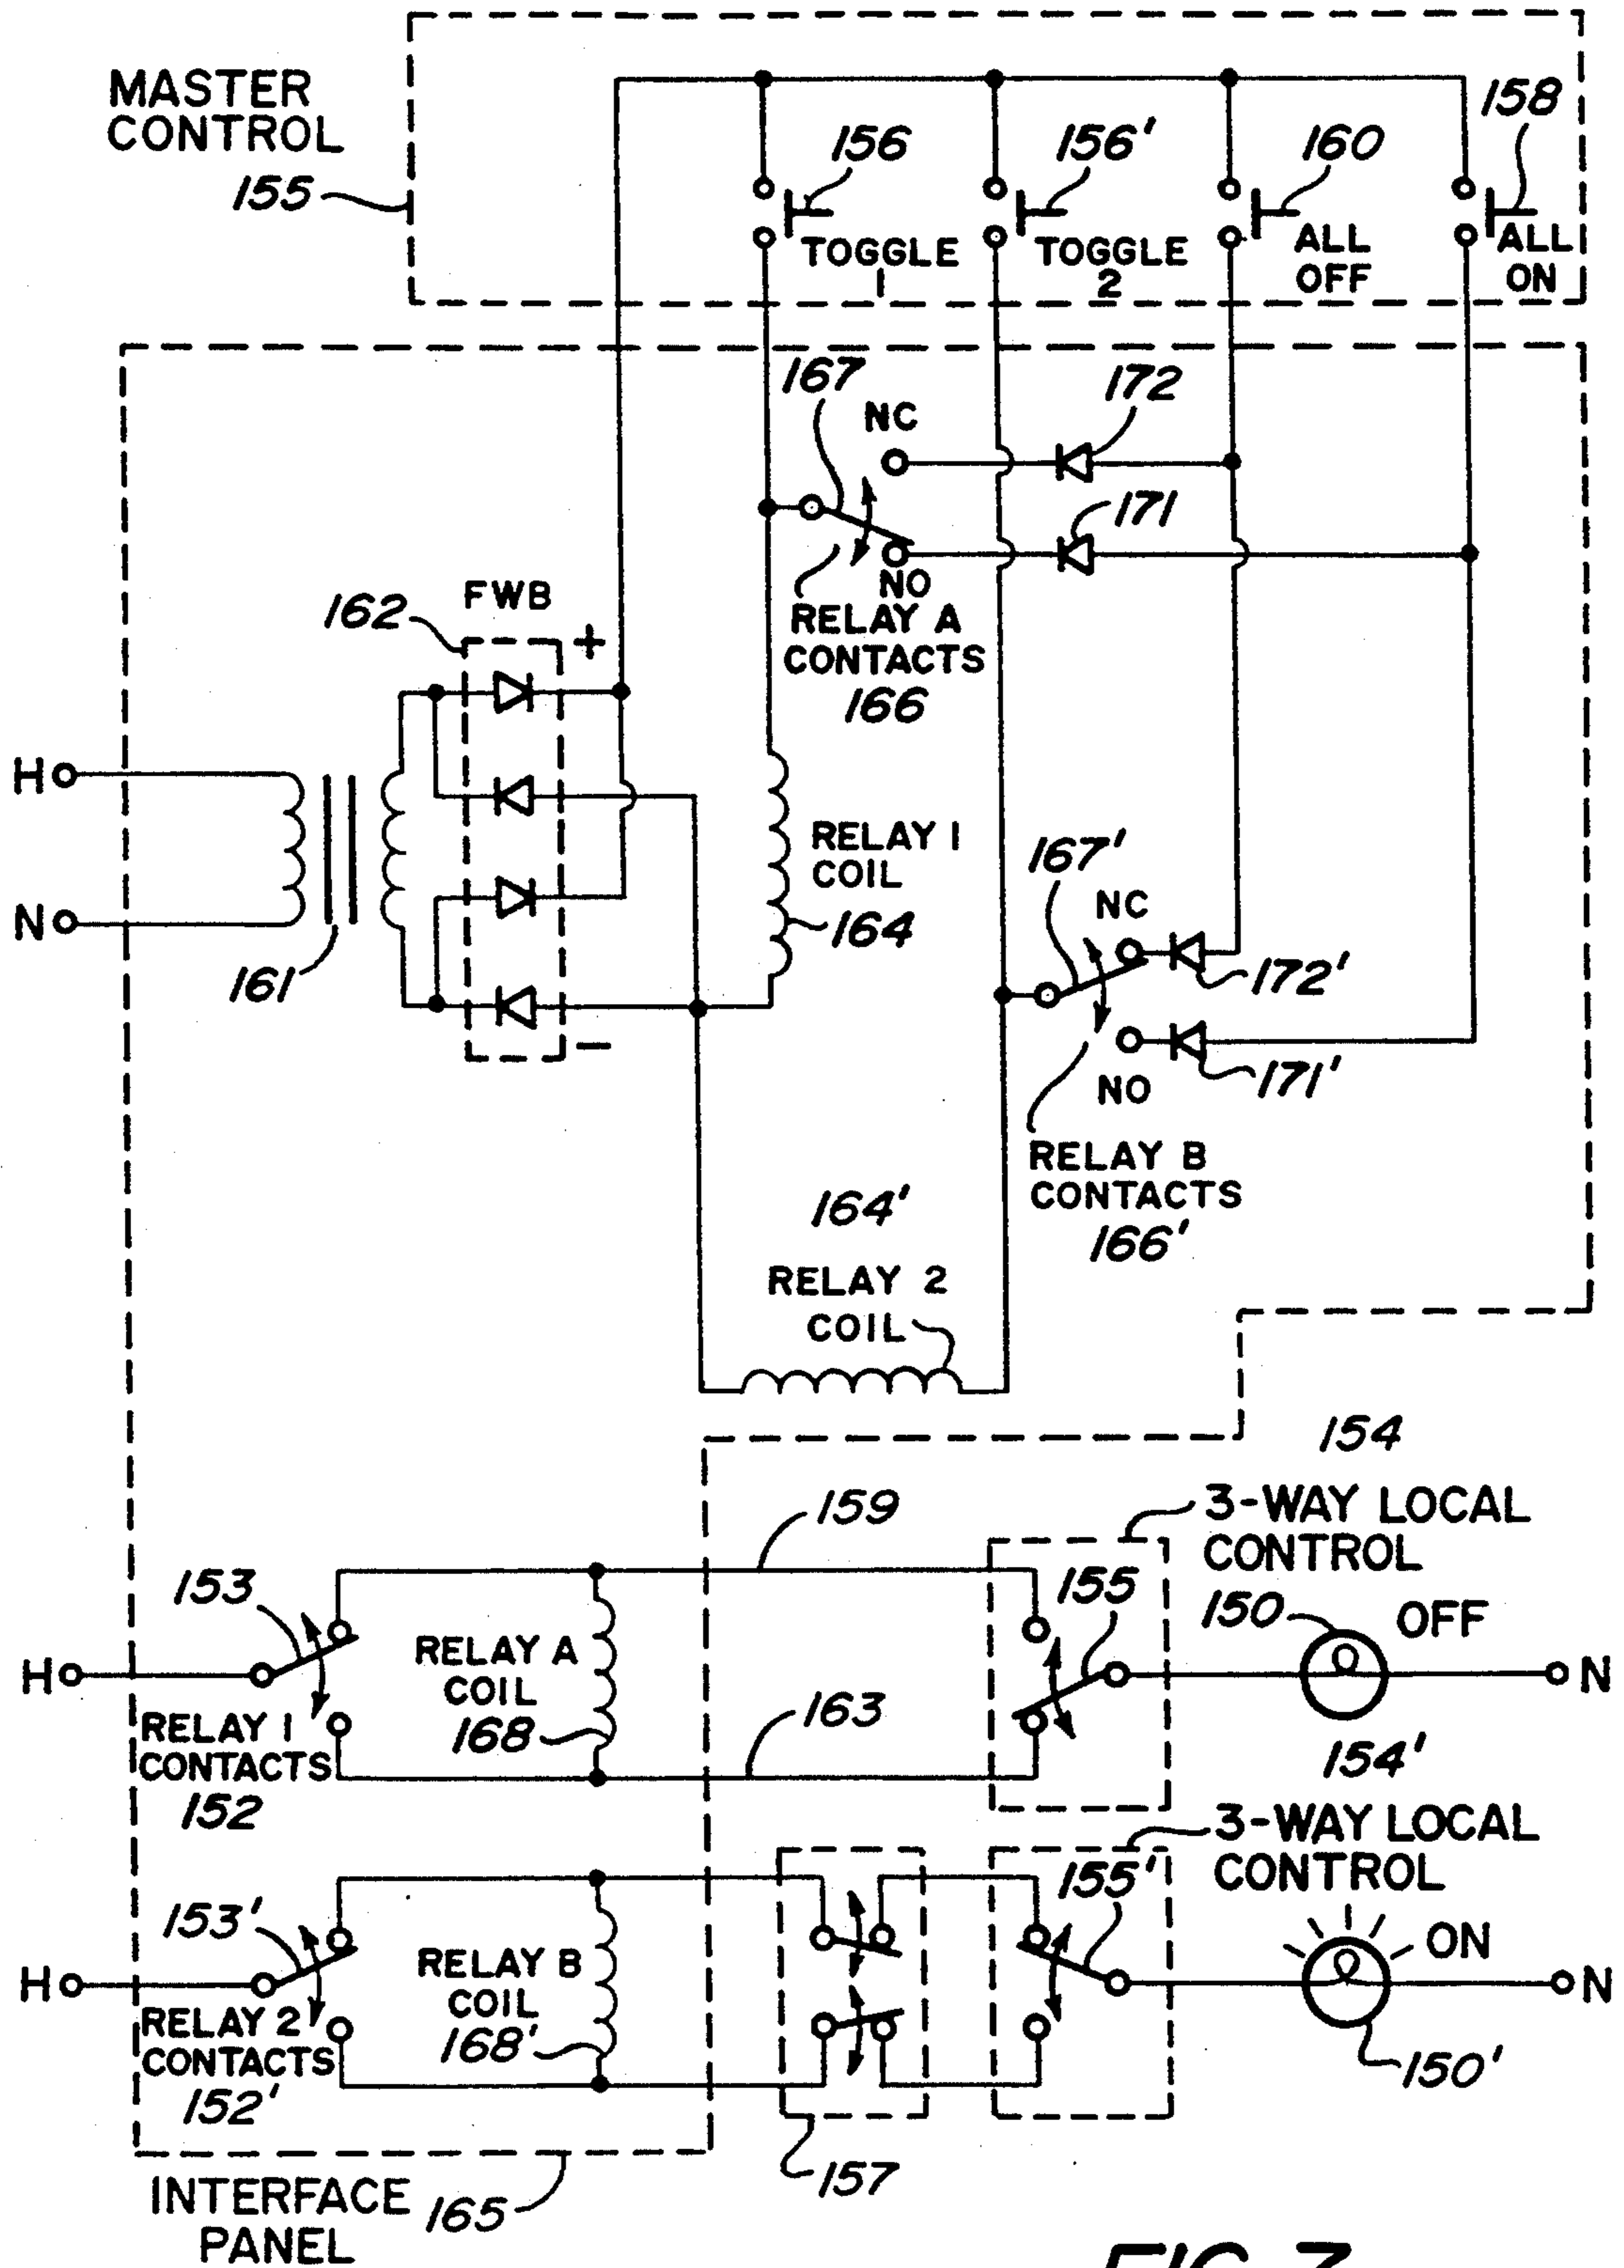 MASTER
CONTROL
155
156
156'
160
158
TOGGLE
1
TOGGLE
2
ALL
OFF
ALL
ON
167
NC
172
171
NO
RELAY A
CONTACTS
166
162
FWB
+
H
N
161
−
RELAY 1
COIL
164
167'
NC
172'
NO
171'
RELAY B
CONTACTS
166'
164'
RELAY 2
COIL
154
3-WAY LOCAL
CONTROL
159
153
155
150
OFF
H
RELAY A
COIL
168
N
RELAY 1
CONTACTS
152
163
154'
3-WAY LOCAL
CONTROL
153'
155'
ON
H
RELAY B
COIL
168'
N
RELAY 2
CONTACTS
152'
150'
157
INTERFACE
PANEL
165